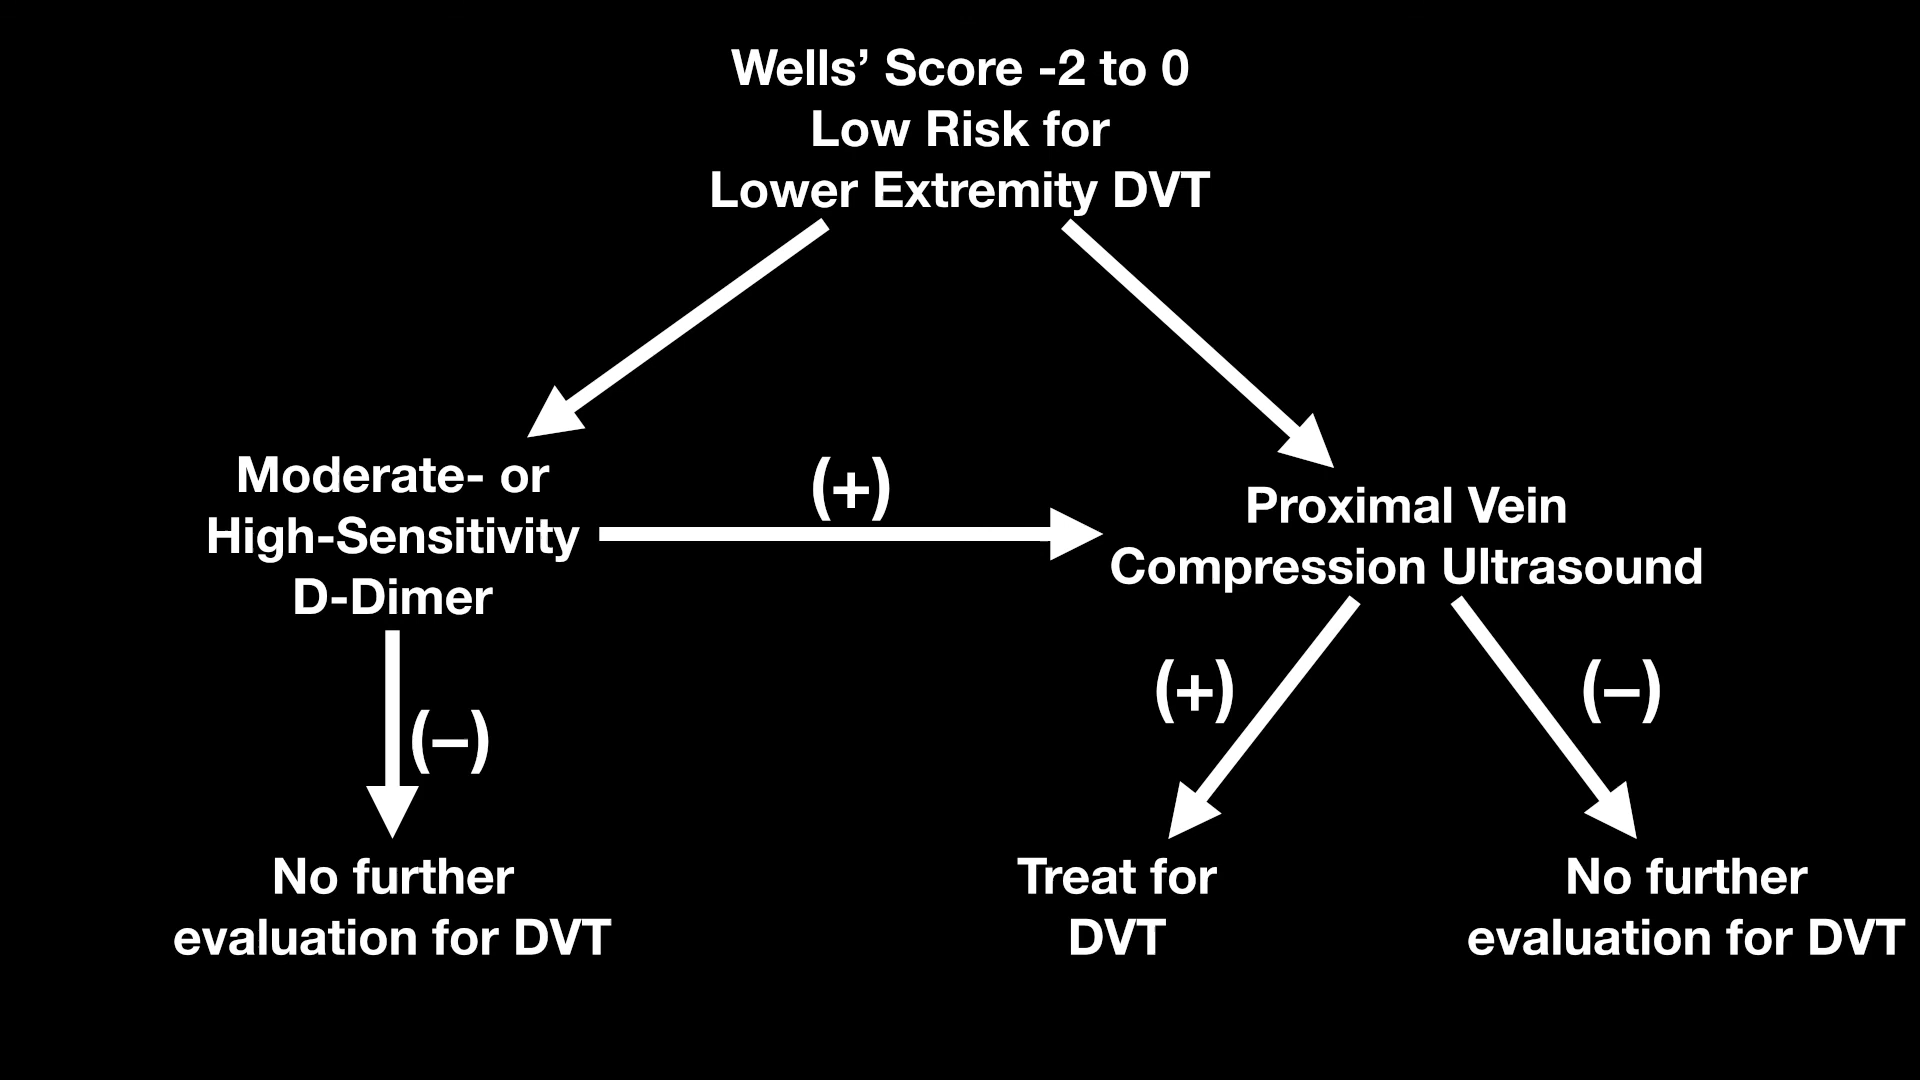 Wells’ Score -2 to 0
Low Risk for
Lower Extremity DVT
Moderate- or
High-Sensitivity
D-Dimer
(+)
Proximal Vein
Compression Ultrasound
(–)
(+)
(–)
No further
evaluation for DVT
Treat for
DVT
No further
evaluation for DVT